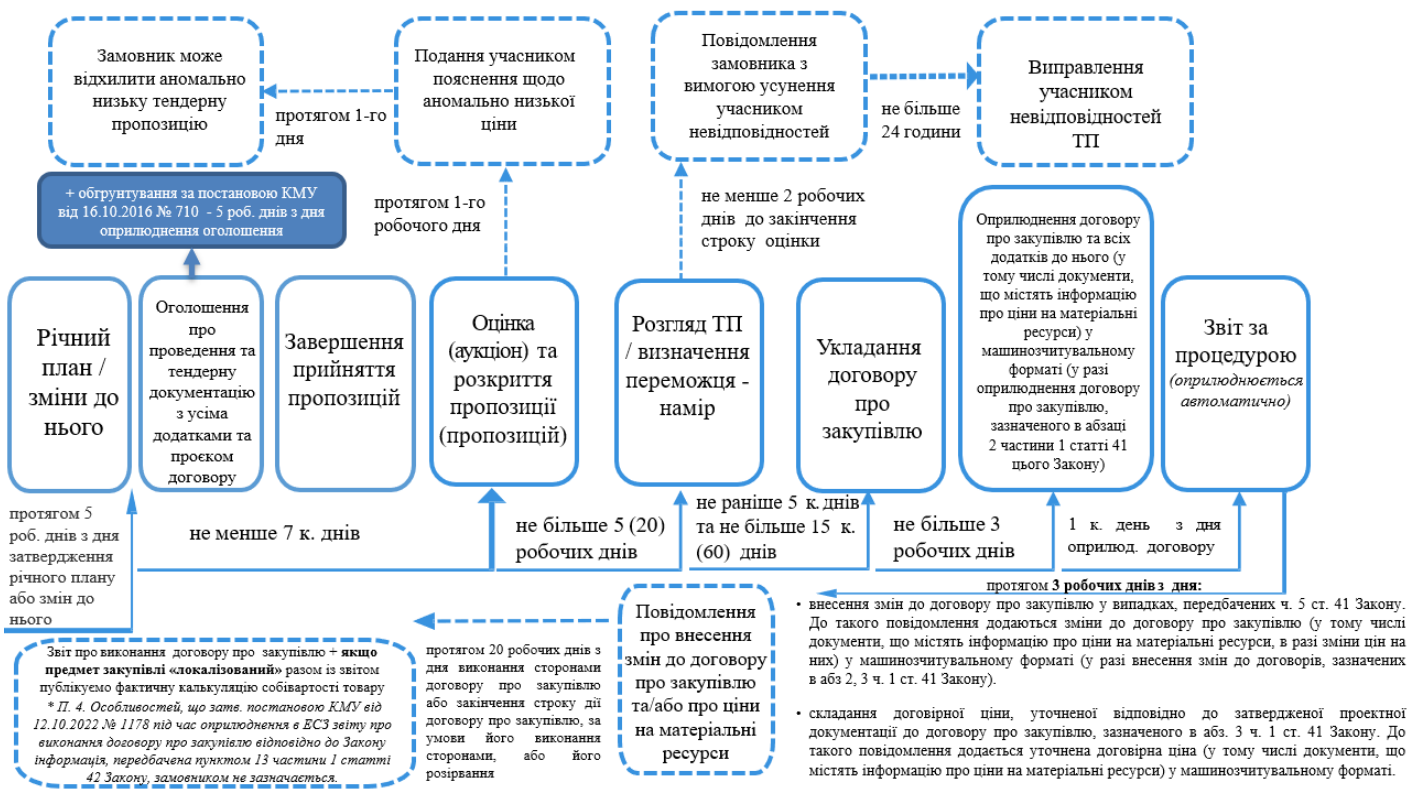 Замовник може
відхилити аномально
низьку тендерну
пропозицію
протягом 1-го
дня
Подання учасником
пояснення щодо
аномально низької
ціни
Повідомлення
замовника з
вимогою усунення
учасником
невідповідностей
не більше
24 години
Виправлення
учасником
невідповідностей
ТП
+ обгрунтування за постановою КМУ
від 16.10.2016 № 710 - 5 роб. днів з дня
оприлюднення оголошення
протягом 1-го
робочого дня
не менше 2 робочих
днів до закінчення
строку оцінки
Річний
план /
зміни до
нього
Оголошення
про
проведення та
тендерну
документацію
з усіма
додатками та
проєком
договору
Завершення
прийняття
пропозицій
Оцінка
(аукціон) та
розкриття
пропозиції
(пропозицій)
Розгляд ТП
/ визначення
переможця -
намір
Укладання
договору
про
закупівлю
Оприлюднення договору
про закупівлю та всіх
додатків до нього (у
тому числі документи,
що містять інформацію
про ціни на матеріальні
ресурси) у
машинозчитувальному
форматі (у разі
оприлюднення договору
про закупівлю,
зазначеного в абзаці
2 частини 1 статті 41
цього Закону)
Звіт за
процедурою
(оприлюднюється
автоматично)
протягом 5
роб. днів з дня
затвердження
річного плану
або змін до
нього
не менше 7 к. днів
не більше 5 (20)
робочих днів
не раніше 5 к. днів
та не більше 15 к.
(60) днів
не більше 3
робочих днів
1 к. день з дня
оприлюд. договору
протягом 3 робочих днів з дня:
• внесення змін до договору про закупівлю у випадках, передбачених ч. 5 ст. 41 Закону.
До такого повідомлення додаються зміни до договору про закупівлю (у тому числі
документи, що містять інформацію про ціни на матеріальні ресурси, в разі зміни цін на
них) у машинозчитувальному форматі (у разі внесення змін до договорів, зазначених
в абз 2, 3 ч. 1 ст. 41 Закону).
• складання договірної ціни, уточненої відповідно до затвердженої проектної
документації до договору про закупівлю, зазначеного в абз. 3 ч. 1 ст. 41 Закону. До
такого повідомлення додається уточнена договірна ціна (у тому числі документи, що
містять інформацію про ціни на матеріальні ресурси) у машинозчитувальному форматі.
Повідомлення
про внесення
змін до договору
про закупівлю
та/або про ціни
на матеріальні
ресурси
протягом 20 робочих днів з
дня виконання сторонами
договору про закупівлю
або закінчення строку дії
договору про закупівлю, за
умови його виконання
сторонами, або його
розірвання
Звіт про виконання договору про закупівлю + якщо
предмет закупівлі «локалізований» разом із звітом
публікуємо фактичну калькуляцію собівартості товару
* П. 4. Особливостей, що затв. постановою КМУ від
12.10.2022 № 1178 під час оприлюднення в ЕСЗ звіту про
виконання договору про закупівлю відповідно до Закону
інформація, передбачена пунктом 13 частини 1 статті
42 Закону, замовником не зазначається.